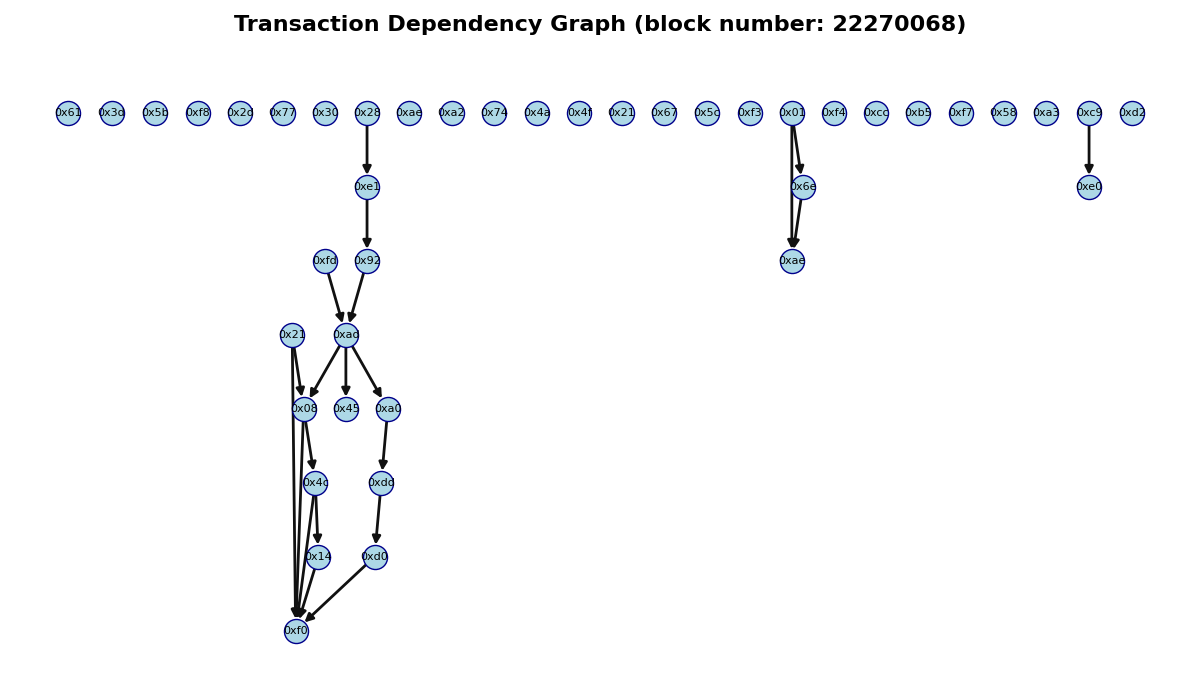 Transaction Dependency Graph (block number: 22270068)
0x61 0x3d 0x5b 0xf8 0x2d 0x77 0x30 0x28 0xae 0xa2 0x74 0x4a 0x4f 0x21 0x67 0x5c 0xf3 0x01 0xf4 0xcc 0xb5 0xf7 0x58 0xa3 0xc9 0xd2
0xe1 0x6e 0xe0
0xfd 0x92 0xae
0x21 0xad
0x08 0x45 0xa0
0x4c 0xdd
0x14 0xd0
0xf0